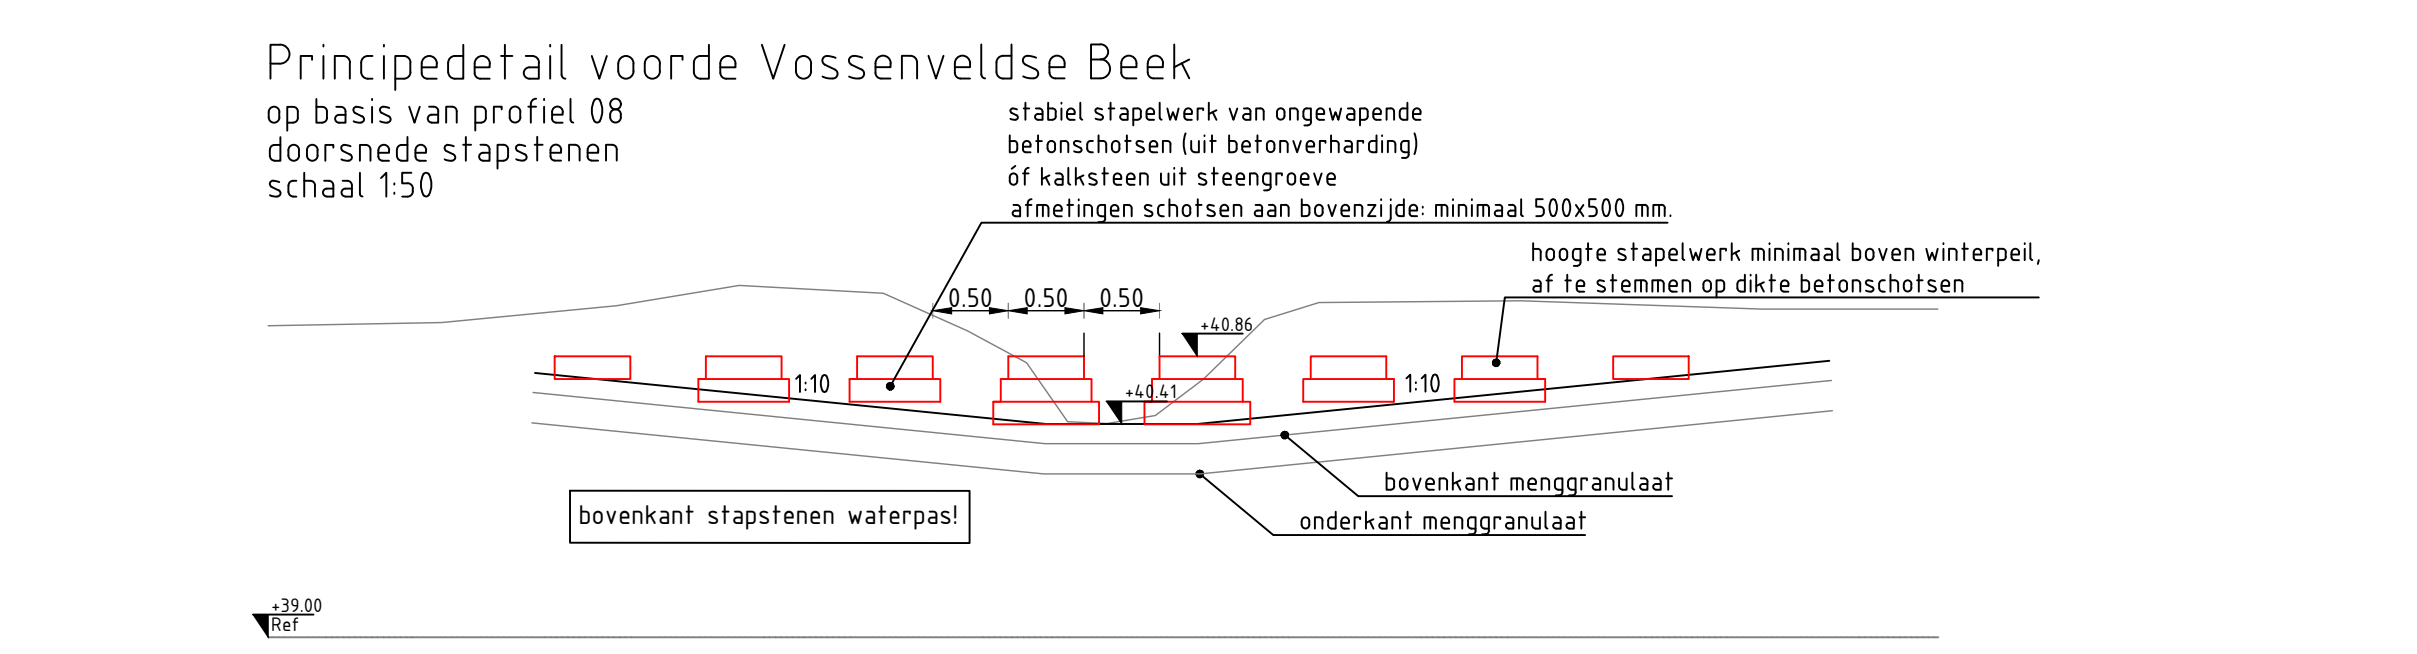 Principedetail voorde Vossenveldse Beek
op basis van profiel 08
doorsnede stapstenen
schaal 1:50
stabiel stapelwerk van ongewapende
betonschotsen (uit betonverharding)
óf kalksteen uit steengroeve
afmetingen schotsen aan bovenzijde: minimaal 500x500 mm.
hoogte stapelwerk minimaal boven winterpeil,
af te stemmen op dikte betonschotsen
0.50 0.50 0.50
+40.86
1:10
+40.41
1:10
bovenkant menggranulaat
onderkant menggranulaat
bovenkant stapstenen waterpas!
+39.00
Ref